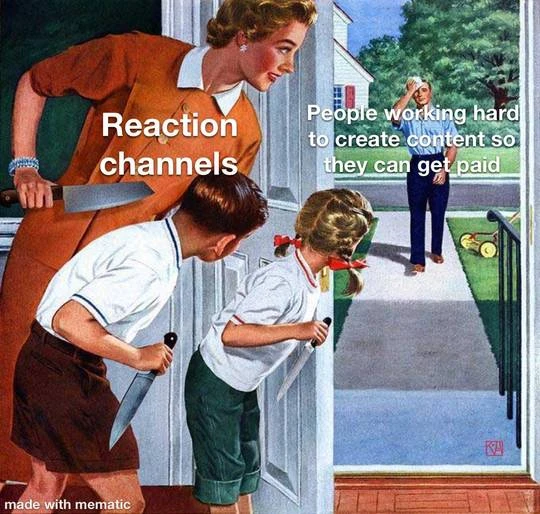 Reaction
channels
People working hard
to create content so
they can get paid
made with mematic